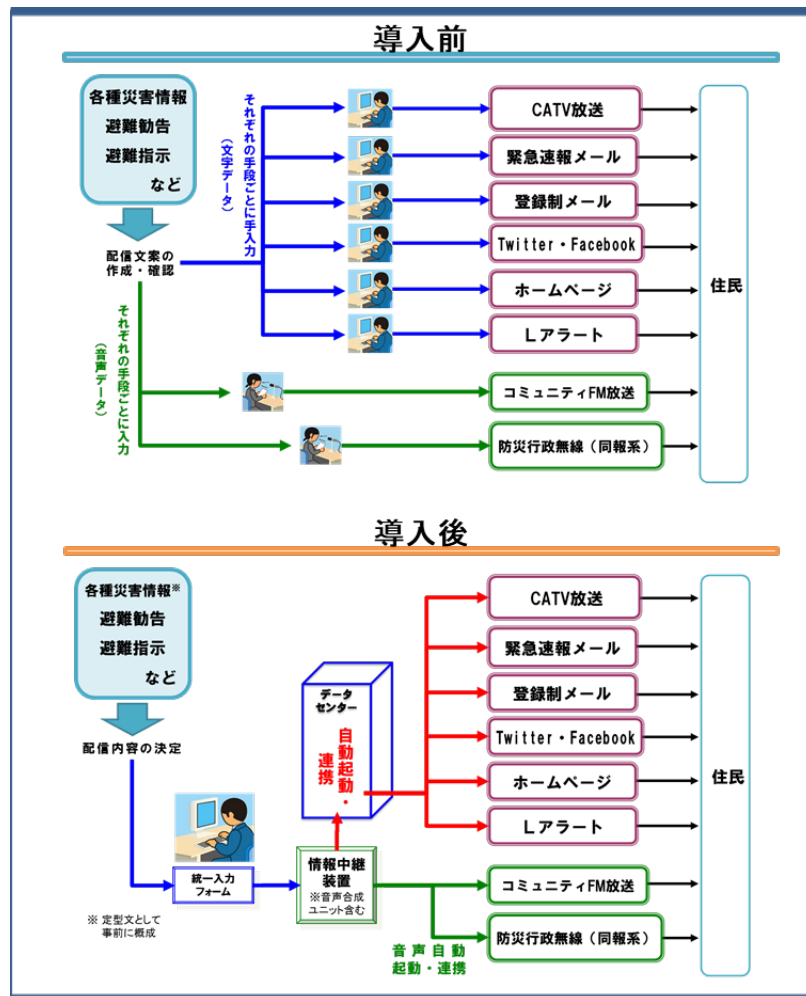 導入前
各種災害情報
避難勧告
避難指示
など
配信文案の
作成・確認
それぞれの手段ごとに手入力
（文字データ）
それぞれの手段ごとに入力
（音声データ）
CATV放送
緊急速報メール
登録制メール
Twitter・Facebook
ホームページ
Ｌアラート
コミュニティFM放送
防災行政無線（同報系）
住民
導入後
各種災害情報※
避難勧告
避難指示
など
配信内容の決定
統一入力
フォーム
※ 定型文として
事前に概成
データ
センター
自動起動・
連携
情報中継
装置
※音声合成
ユニット含む
音声自動
起動・連携
CATV放送
緊急速報メール
登録制メール
Twitter・Facebook
ホームページ
Ｌアラート
コミュニティFM放送
防災行政無線（同報系）
住民